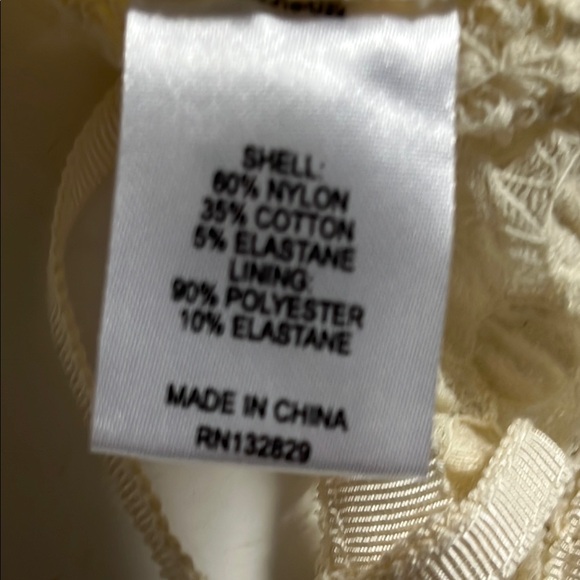 SHELL:
60% NYLON
35% COTTON
5% ELASTANE
LINING:
90% POLYESTER
10% ELASTANE
MADE IN CHINA
RN132829